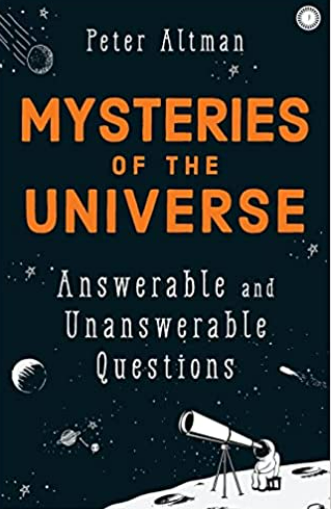 Peter Altman
MYSTERIES
OF THE
UNIVERSE
Answerable and
Unanswerable
Questions